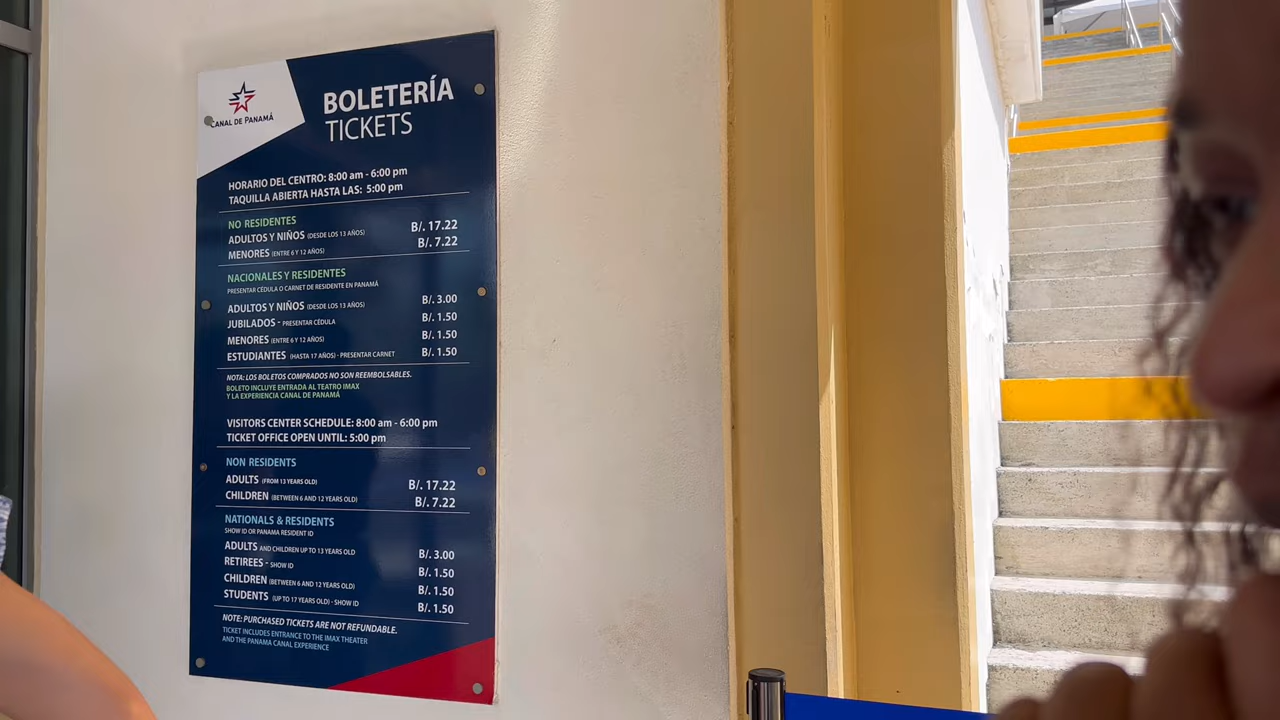 CANAL DE PANAMÁ
BOLETERÍA
TICKETS
HORARIO DEL CENTRO: 8:00 am - 6:00 pm
TAQUILLA ABIERTA HASTA LAS: 5:00 pm
NO RESIDENTES
ADULTOS Y NIÑOS (DESDE LOS 13 AÑOS) B/. 17.22
MENORES (ENTRE 6 Y 12 AÑOS) B/. 7.22
NACIONALES Y RESIDENTES
PRESENTAR CÉDULA O CARNET DE RESIDENTE EN PANAMÁ
ADULTOS Y NIÑOS (DESDE LOS 13 AÑOS) B/. 3.00
JUBILADOS - PRESENTAR CÉDULA B/. 1.50
MENORES (ENTRE 6 Y 12 AÑOS) B/. 1.50
ESTUDIANTES (HASTA 17 AÑOS) - PRESENTAR CARNET B/. 1.50
NOTA: LOS BOLETOS COMPRADOS NO SON REEMBOLSABLES.
BOLETO INCLUYE ENTRADA AL TEATRO IMAX
Y LA EXPERIENCIA CANAL DE PANAMÁ
VISITORS CENTER SCHEDULE: 8:00 am - 6:00 pm
TICKET OFFICE OPEN UNTIL: 5:00 pm
NON RESIDENTS
ADULTS (FROM 13 YEARS OLD) B/. 17.22
CHILDREN (BETWEEN 6 AND 12 YEARS OLD) B/. 7.22
NATIONALS & RESIDENTS
SHOW ID OR PANAMA RESIDENT ID
ADULTS AND CHILDREN UP TO 13 YEARS OLD B/. 3.00
RETIREES - SHOW ID B/. 1.50
CHILDREN (BETWEEN 6 AND 12 YEARS OLD) B/. 1.50
STUDENTS (UP TO 17 YEARS OLD) - SHOW ID B/. 1.50
NOTE: PURCHASED TICKETS ARE NOT REFUNDABLE.
TICKET INCLUDES ENTRANCE TO THE IMAX THEATER
AND THE PANAMA CANAL EXPERIENCE